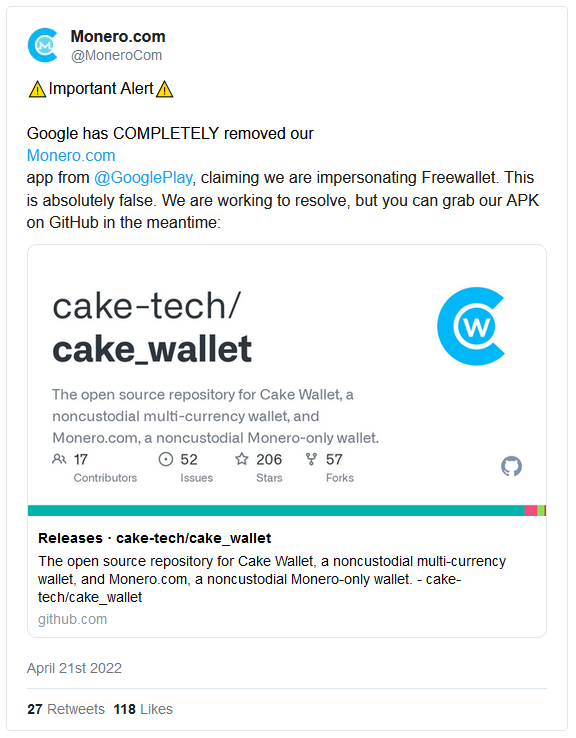 Monero.com
@MoneroCom
⚠Important Alert⚠
Google has COMPLETELY removed our
Monero.com
app from @GooglePlay, claiming we are impersonating Freewallet. This
is absolutely false. We are working to resolve, but you can grab our APK
on GitHub in the meantime:
cake-tech/
cake_wallet
W
The open source repository for Cake Wallet, a
noncustodial multi-currency wallet, and
Monero.com, a noncustodial Monero-only wallet.
17 52 206 57
Contributors Issues Stars Forks
Releases · cake-tech/cake_wallet
The open source repository for Cake Wallet, a noncustodial multi-currency
wallet, and Monero.com, a noncustodial Monero-only wallet. - cake-
tech/cake_wallet
github.com
April 21st 2022
27 Retweets 118 Likes